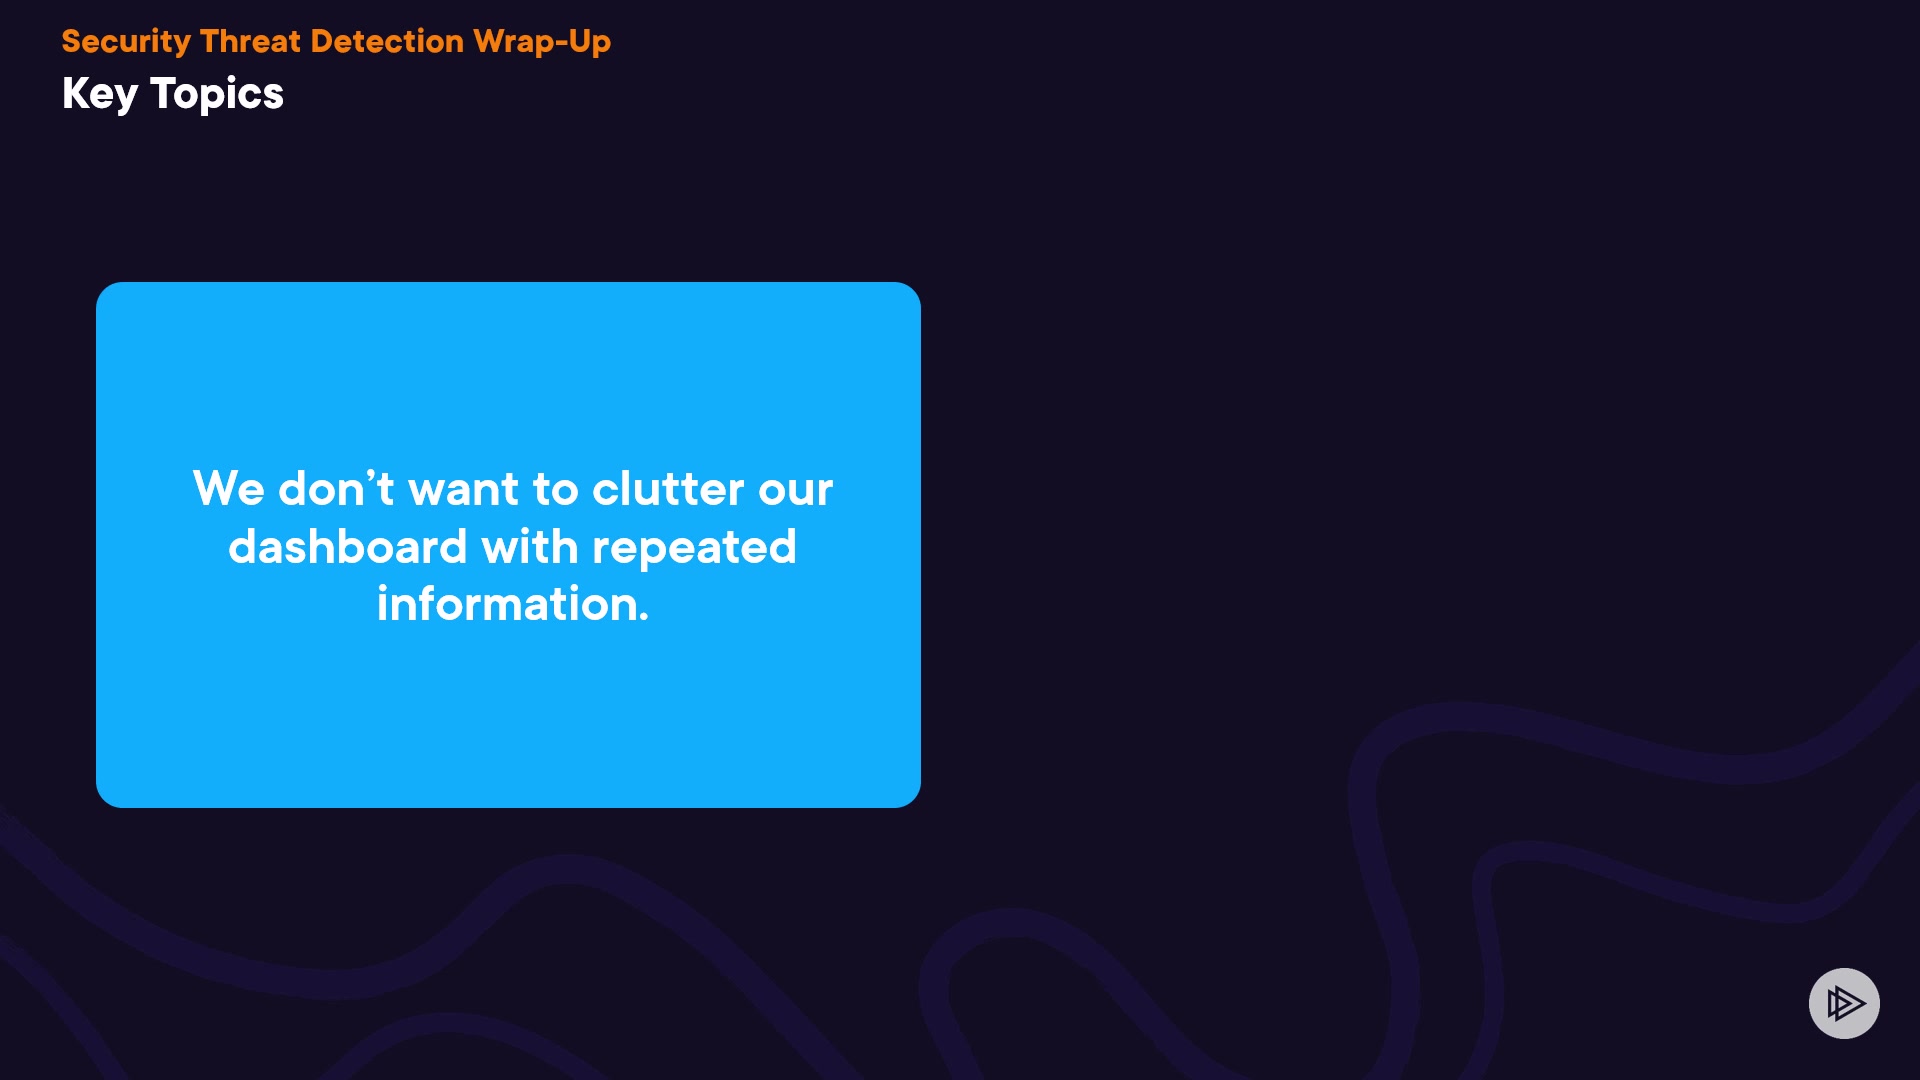 Security Threat Detection Wrap-Up
Key Topics
We don’t want to clutter our
dashboard with repeated
information.